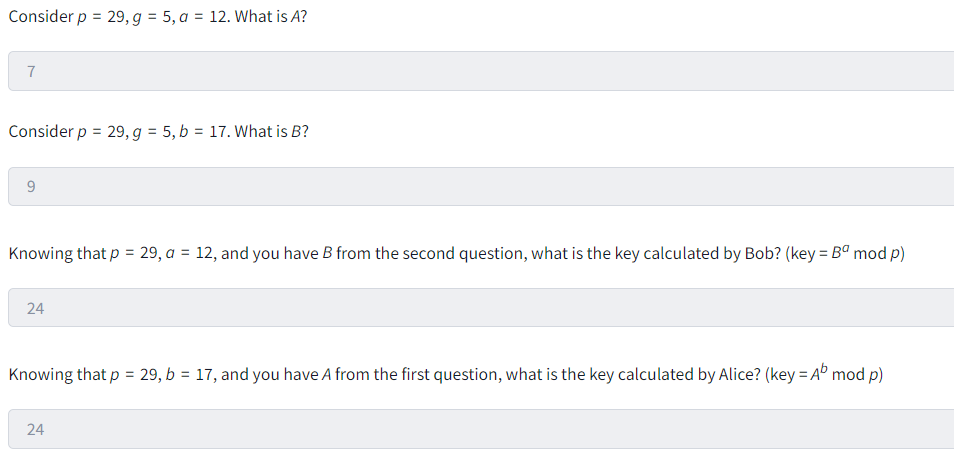 Consider p = 29, g = 5, a = 12. What is A?
7
Consider p = 29, g = 5, b = 17. What is B?
9
Knowing that p = 29, a = 12, and you have B from the second question, what is the key calculated by Bob? (key = Bᵃ mod p)
24
Knowing that p = 29, b = 17, and you have A from the first question, what is the key calculated by Alice? (key = Aᵇ mod p)
24